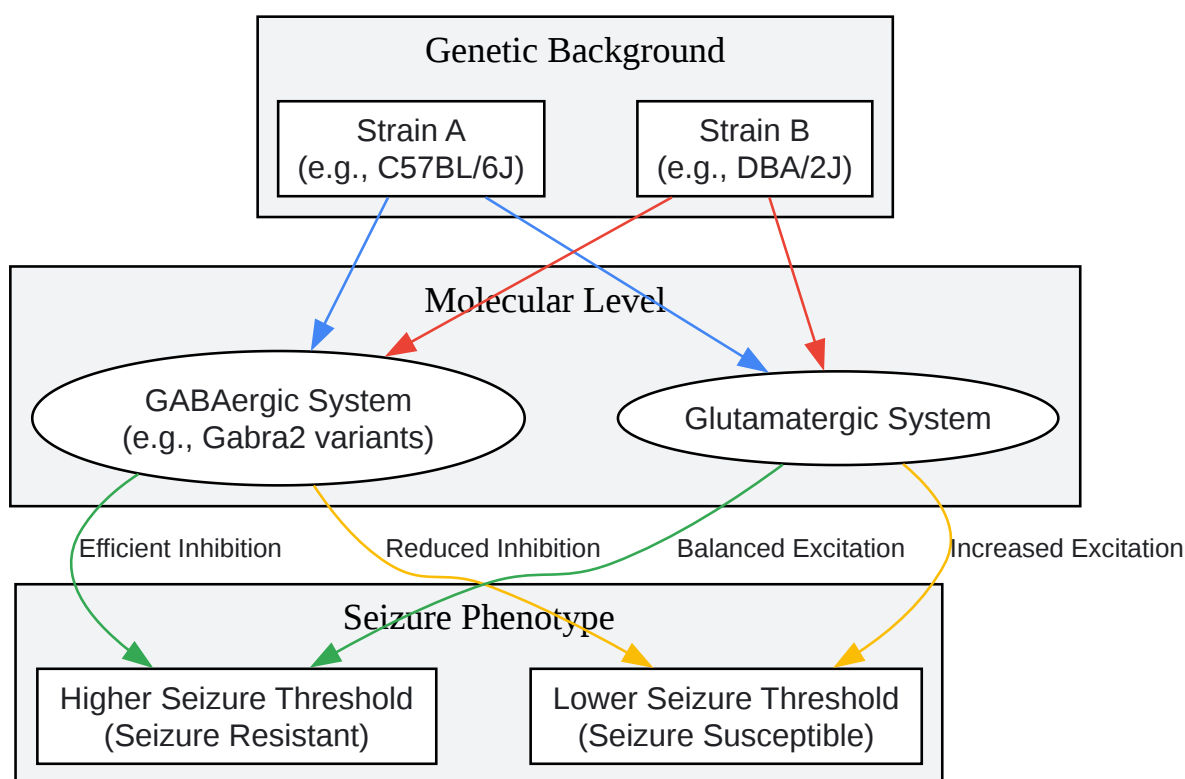 Genetic Background
Strain A
(e.g., C57BL/6J)
Strain B
(e.g., DBA/2J)
Molecular Level
GABAergic System
(e.g., Gabra2 variants)
Glutamatergic System
Efficient Inhibition
Reduced Inhibition
Balanced Excitation
Increased Excitation
Seizure Phenotype
Higher Seizure Threshold
(Seizure Resistant)
Lower Seizure Threshold
(Seizure Susceptible)